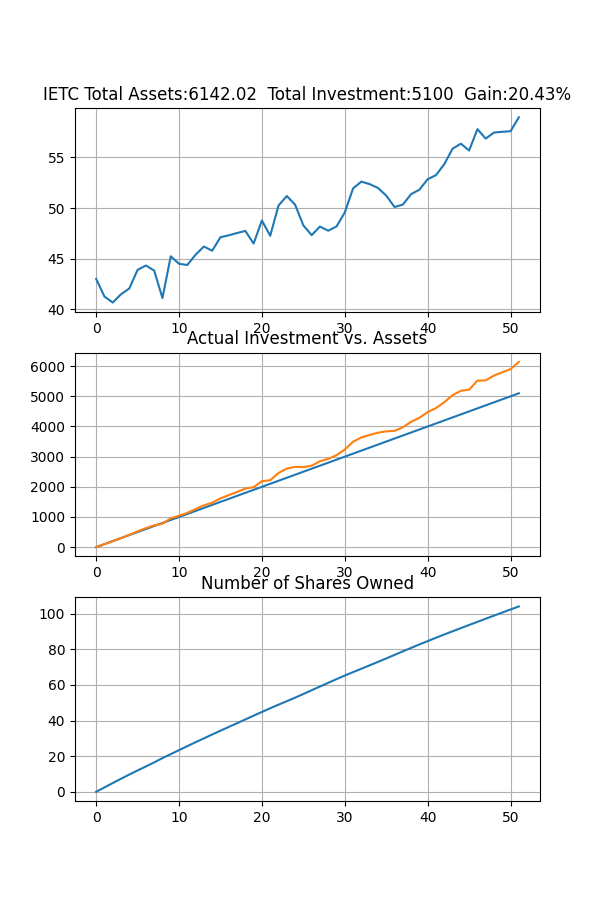 IETC Total Assets:6142.02  Total Investment:5100  Gain:20.43%
55
50
45
40
0 10 20 30 40 50
Actual Investment vs. Assets
6000
5000
4000
3000
2000
1000
0
0 10 20 30 40 50
Number of Shares Owned
100
80
60
40
20
0
0 10 20 30 40 50